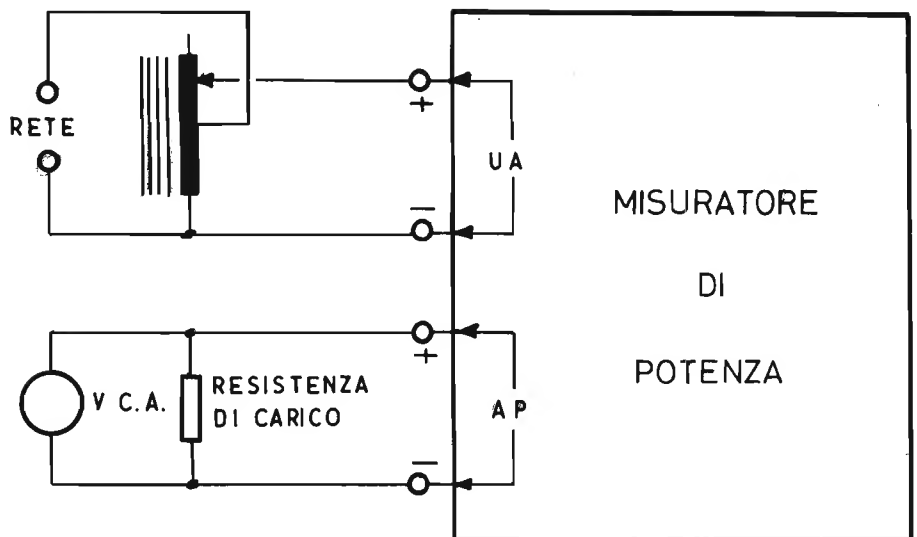 RETE
+
UA
−
MISURATORE
DI
POTENZA
+
V C.A.
RESISTENZA
DI CARICO
AP
−